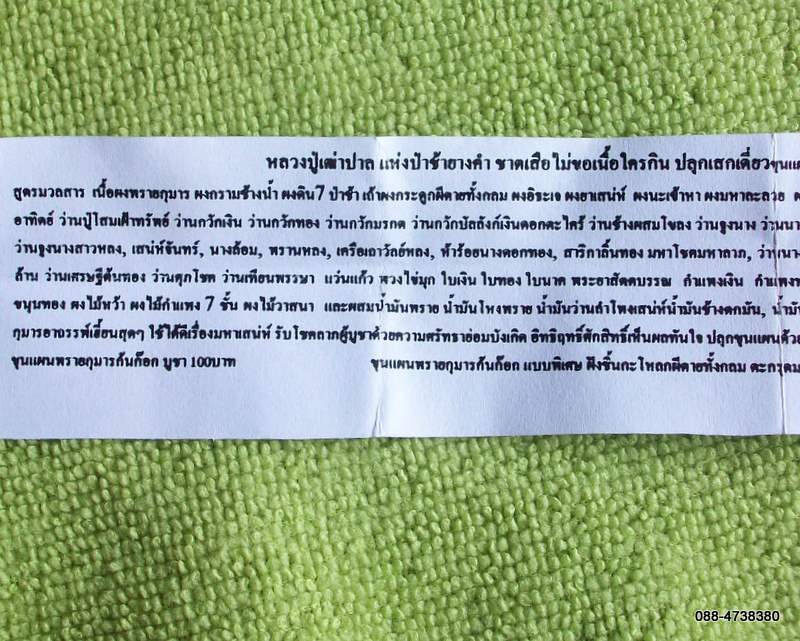 หลวงปู่เฒ่าปาล แห่งป่าช้ายางคำ ชาตเสือไม่ขอเนื้อใครกิน ปลุกเสกเดี่ยวขุนแผ
สูตรมวลสาร เนื้อผงพรายกุมาร ผงกรามช้างน้ำ ผงดิน7 ป่าช้า เถ้าผงกระดูกผีตายทั้งกลม ผงอิธะเจ ผงยาเสน่ห์ ผงนะเข้าหา ผงมหาละลวย
อาทิตย์ ว่านปู่โสมเฝ้าทรัพย์ ว่านกวักเงิน ว่านกวักทอง ว่านกวักมรกต ว่านกวักบัลลังก์เงินดอกตะไคร้ ว่านช้างผสมโขลง ว่านจูงนาง ว่านนา
ว่านจูงนางสาวหลง, เสน่ห์จันทร์, นางล้อม, พรานหลง, เครือเถาวัลย์หลง, หัวร้อยนางดอกทอง, สาริกาลิ้นทอง มหาโชคมหาลาภ,
ล้าน ว่านเศรษฐีต้นทอง ว่านศุภโชค ว่านเทียนพรรษา แว่นแก้ว พวงไข่มุก ใบเงิน ใบทอง ใบนาค พระยาสัตตบรรณ กำแพงเงิน
ขนุนทอง ผงไม้หว้า ผงไม้กำแพง 7 ชั้น ผงไม้วาสนา และผสมน้ำมันพราย น้ำมันโหงพราย น้ำมันว่านลำโพงเสน่ห์น้ำมันช้างตกมัน, น้ำมัน
กุมารอาถรรพ์เฮี้ยนสุดๆ ใช้ได้ดีเรื่องมหาเสน่ห์ รับโชคลาภผู้บูชาด้วยความศรัทธาย่อมบังเกิด อิทธิฤทธิ์ศักสิทธิ์เห็นผลทันใจ ปลุกขุนแผนด้วย
ขุนแผนพรายกุมารก้นก๊อก บูชา 100บาท ขุนแผนพรายกุมารก้นก๊อก แบบพิเศษ ฝังชิ้นกะโหลกผีตายทั้งกลม ตะกรุดม
088-4738380